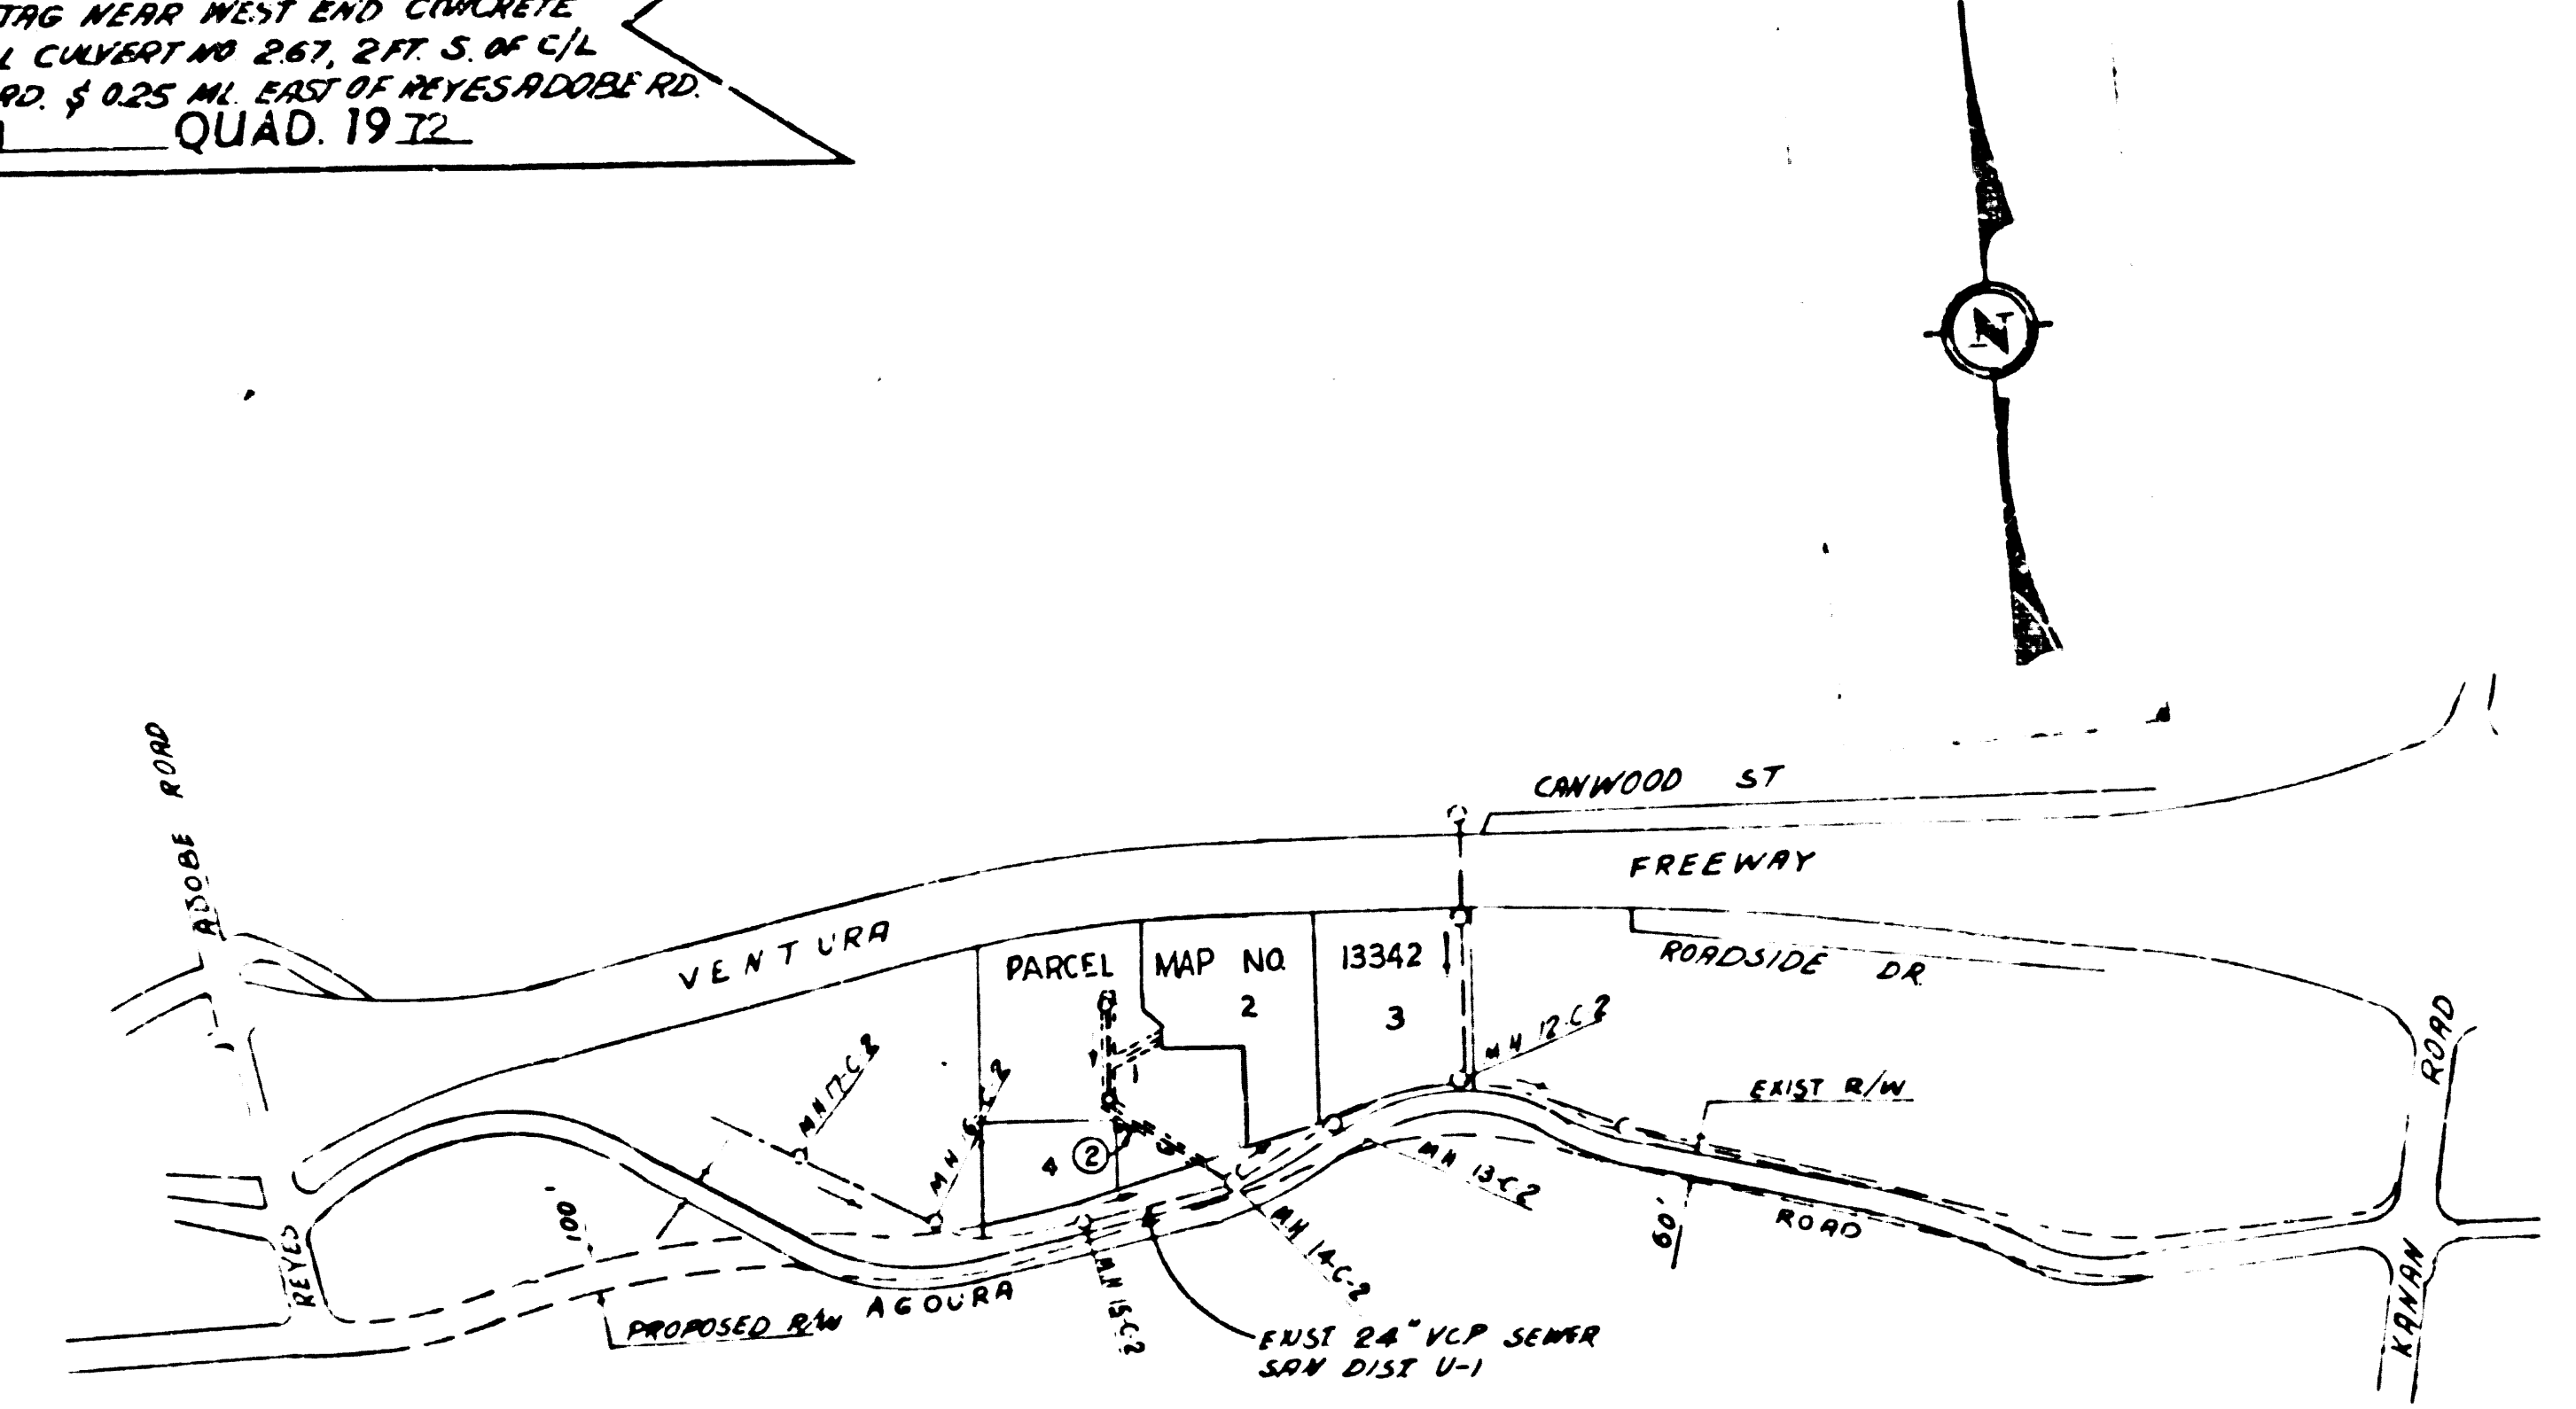 TAG NEAR WEST END CONCRETE
L CULVERT NO 2.67, 2 FT. S. OF C/L
RD. $ 0.25 MI. EAST OF REYES ADOBE RD.
QUAD. 1972
N
ADOBE ROAD
CANWOOD ST
FREEWAY
VENTURA
PARCEL MAP NO. 13342
ROADSIDE DR.
2
3
1
4
2
MH 17-C-2
MH 16-C-2
MH 12-C-2
EXIST R/W
ROAD
MH 13-C-2
100'
60'
ROAD
REYES
MH 14-C-2
MH 15-C-2
AGOURA
PROPOSED R/W
EXIST 24" VCP SEWER
SAN DIST U-1
KANAN